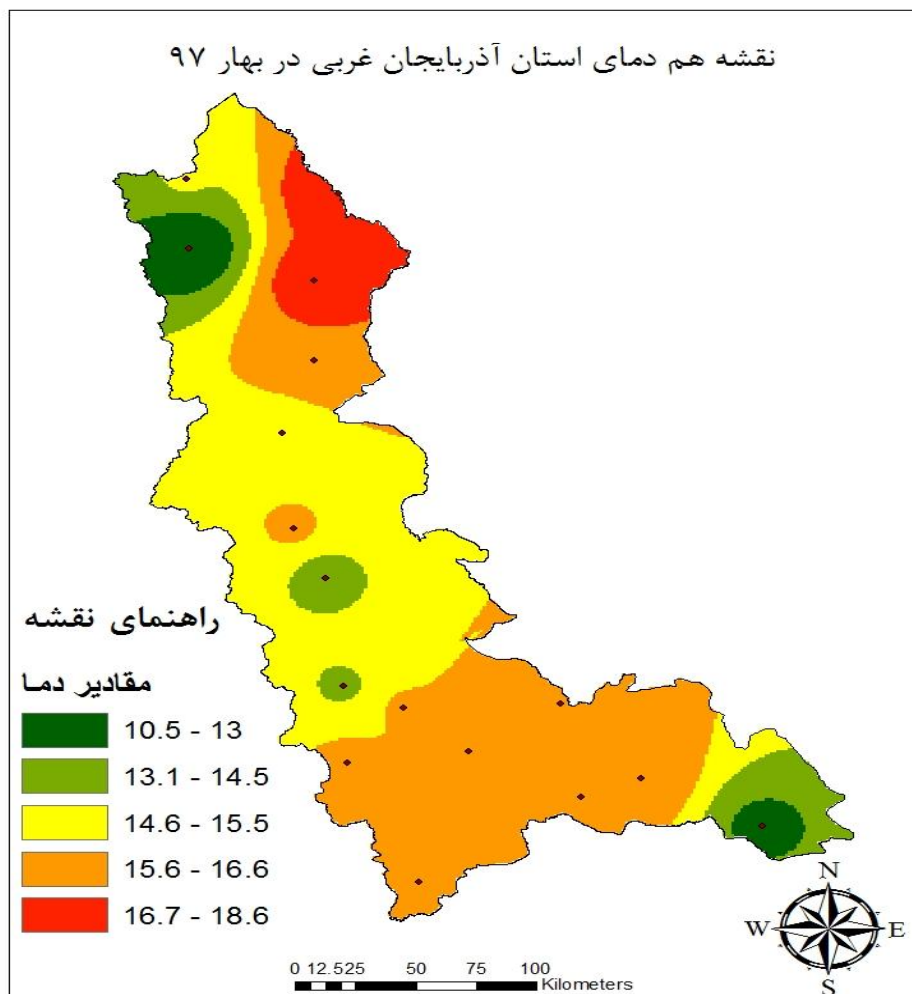 نقشه هم دمای استان آذربایجان غربی در بهار ۹۷
راهنمای نقشه
مقادیر دما
10.5 - 13
13.1 - 14.5
14.6 - 15.5
15.6 - 16.6
16.7 - 18.6
N
W E
S
0 12.525 50 75 100
Kilometers